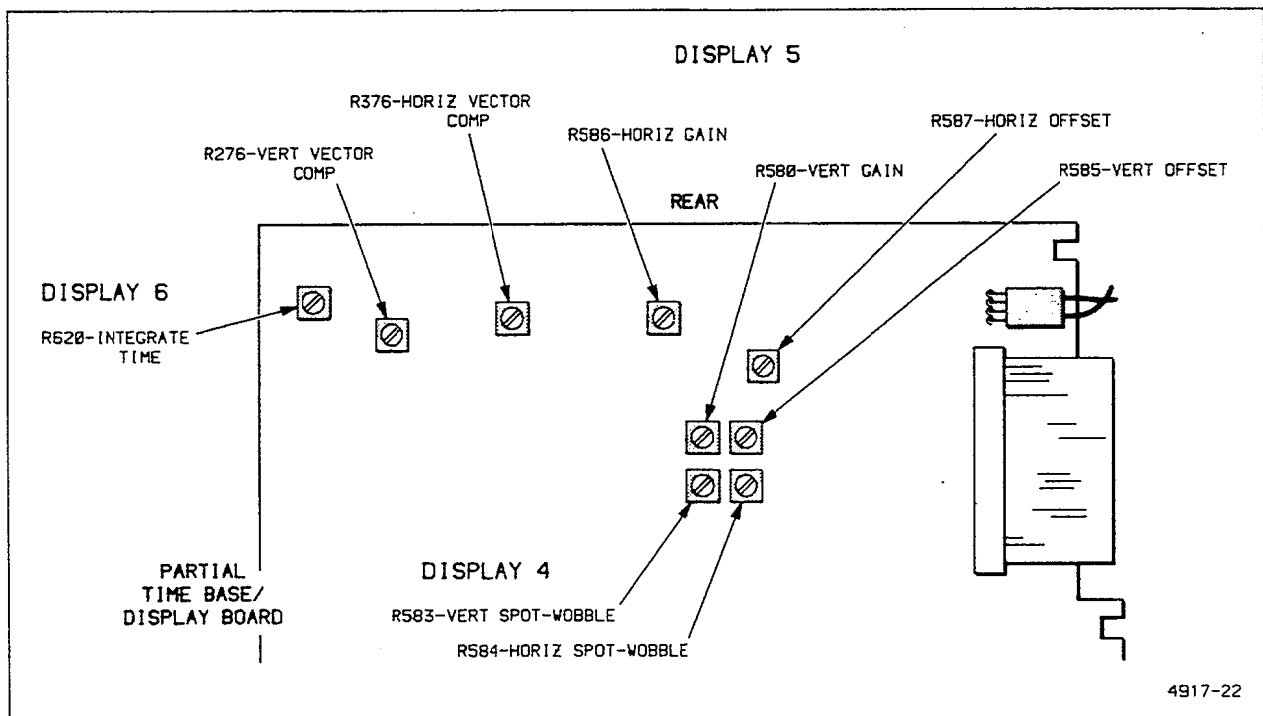 DISPLAY 5
R376-HORIZ VECTOR
COMP
R586-HORIZ GAIN
R587-HORIZ OFFSET
R276-VERT VECTOR
COMP
R580-VERT GAIN
R585-VERT OFFSET
REAR
DISPLAY 6
R620-INTEGRATE
TIME
PARTIAL
TIME BASE/
DISPLAY BOARD
DISPLAY 4
R583-VERT SPOT-WOBBLE
R584-HORIZ SPOT-WOBBLE
4917-22